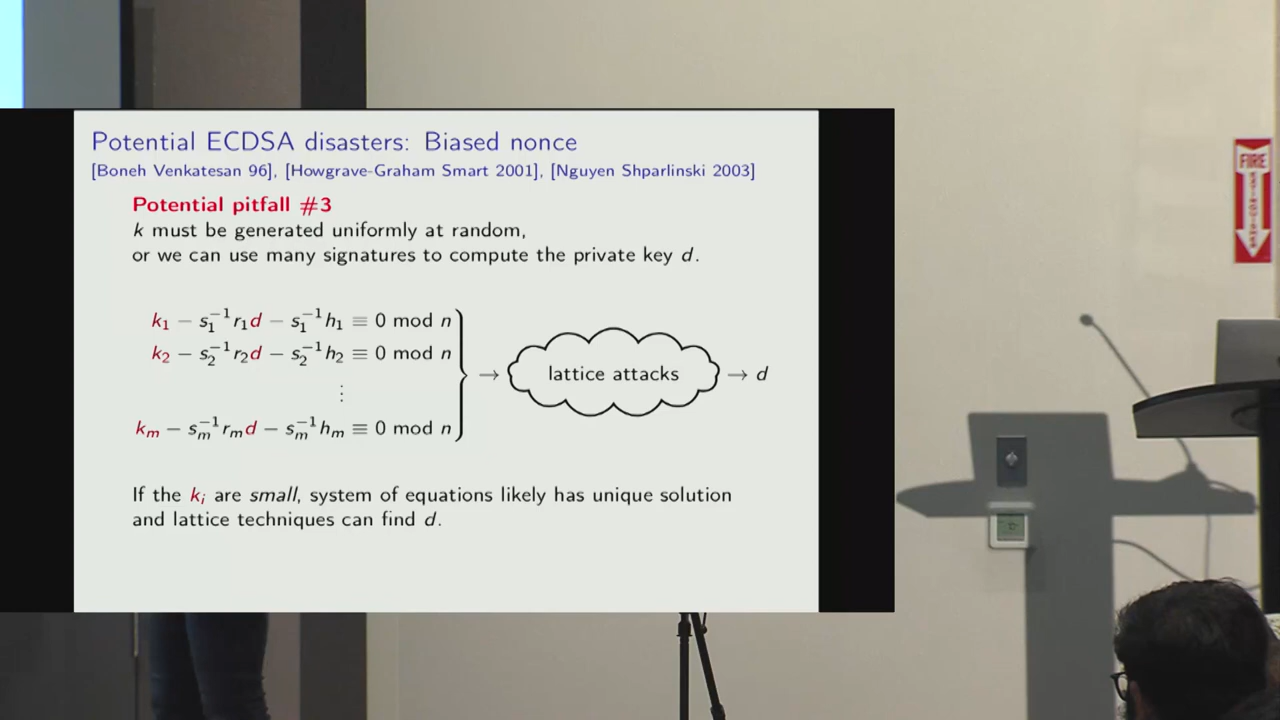 Potential ECDSA disasters: Biased nonce
[Boneh Venkatesan 96], [Howgrave-Graham Smart 2001], [Nguyen Shparlinski 2003]
Potential pitfall #3
k must be generated uniformly at random,
or we can use many signatures to compute the private key d.
k₁ − s₁⁻¹r₁d − s₁⁻¹h₁ ≡ 0 mod n
k₂ − s₂⁻¹r₂d − s₂⁻¹h₂ ≡ 0 mod n
⋮
kₘ − sₘ⁻¹rₘd − sₘ⁻¹hₘ ≡ 0 mod n
→ lattice attacks → d
If the kᵢ are small, system of equations likely has unique solution
and lattice techniques can find d.
FIRE